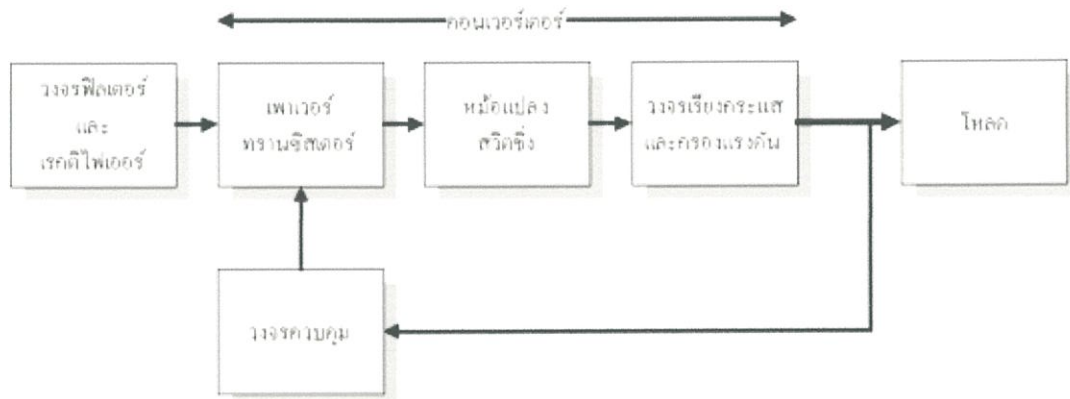 คอนเวอร์เตอร์
วงจรฟิลเตอร์
และ
เรคติไฟเออร์
เพาเวอร์
ทรานซิสเตอร์
หม้อแปลง
สวิตชิ่ง
วงจรเรียงกระแส
และกรองแรงดัน
โหลด
วงจรควบคุม